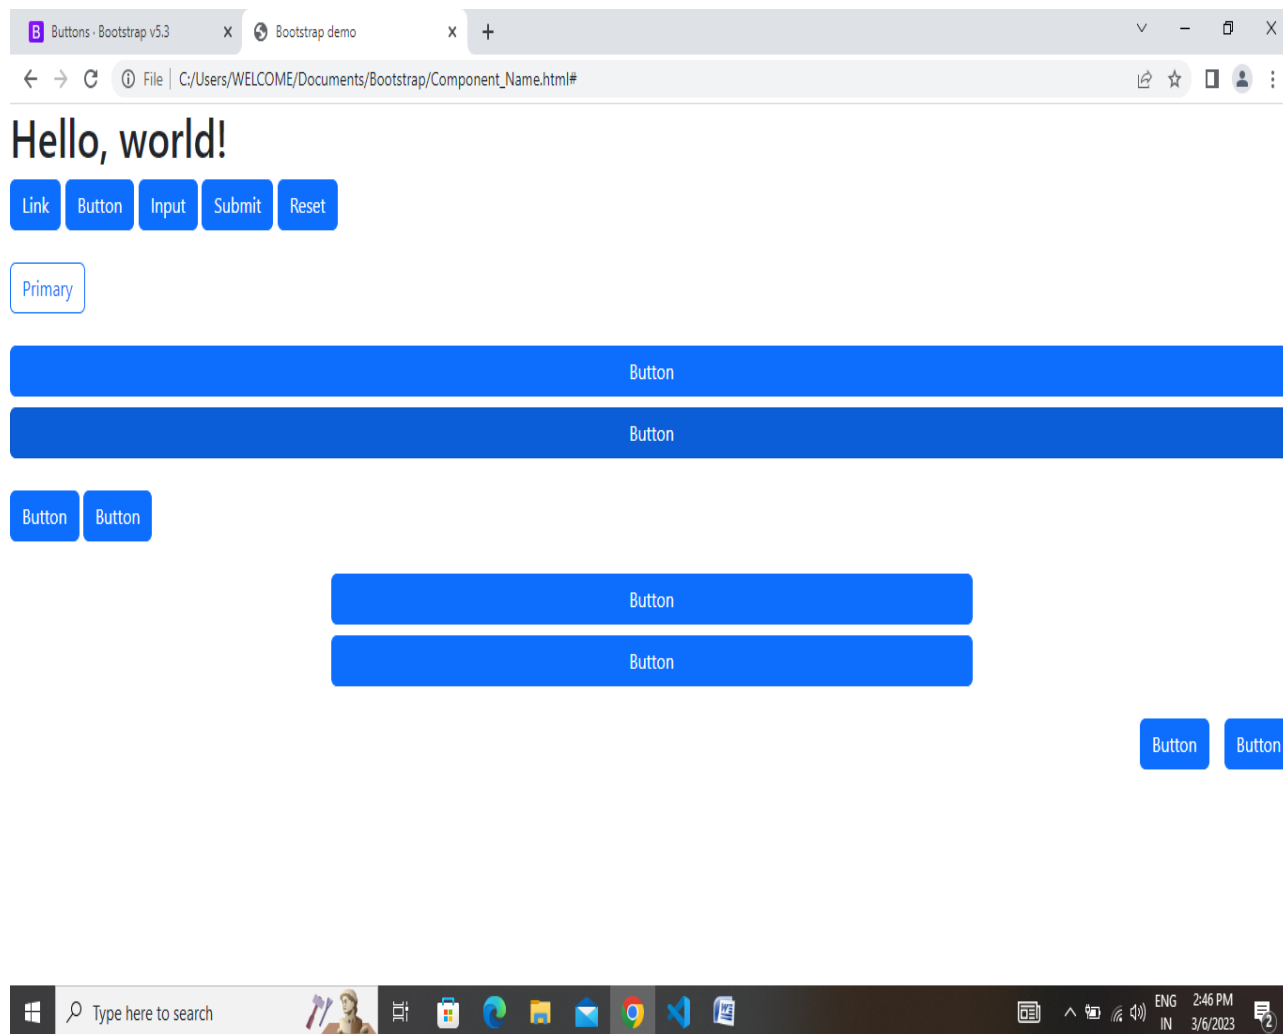 B Buttons · Bootstrap v5.3 Bootstrap demo
File C:/Users/WELCOME/Documents/Bootstrap/Component_Name.html#
Hello, world!
Link Button Input Submit Reset
Primary
Button
Button
Button Button
Button
Button
Button Button
Type here to search ENG 2:46 PM
IN 3/6/2023 2